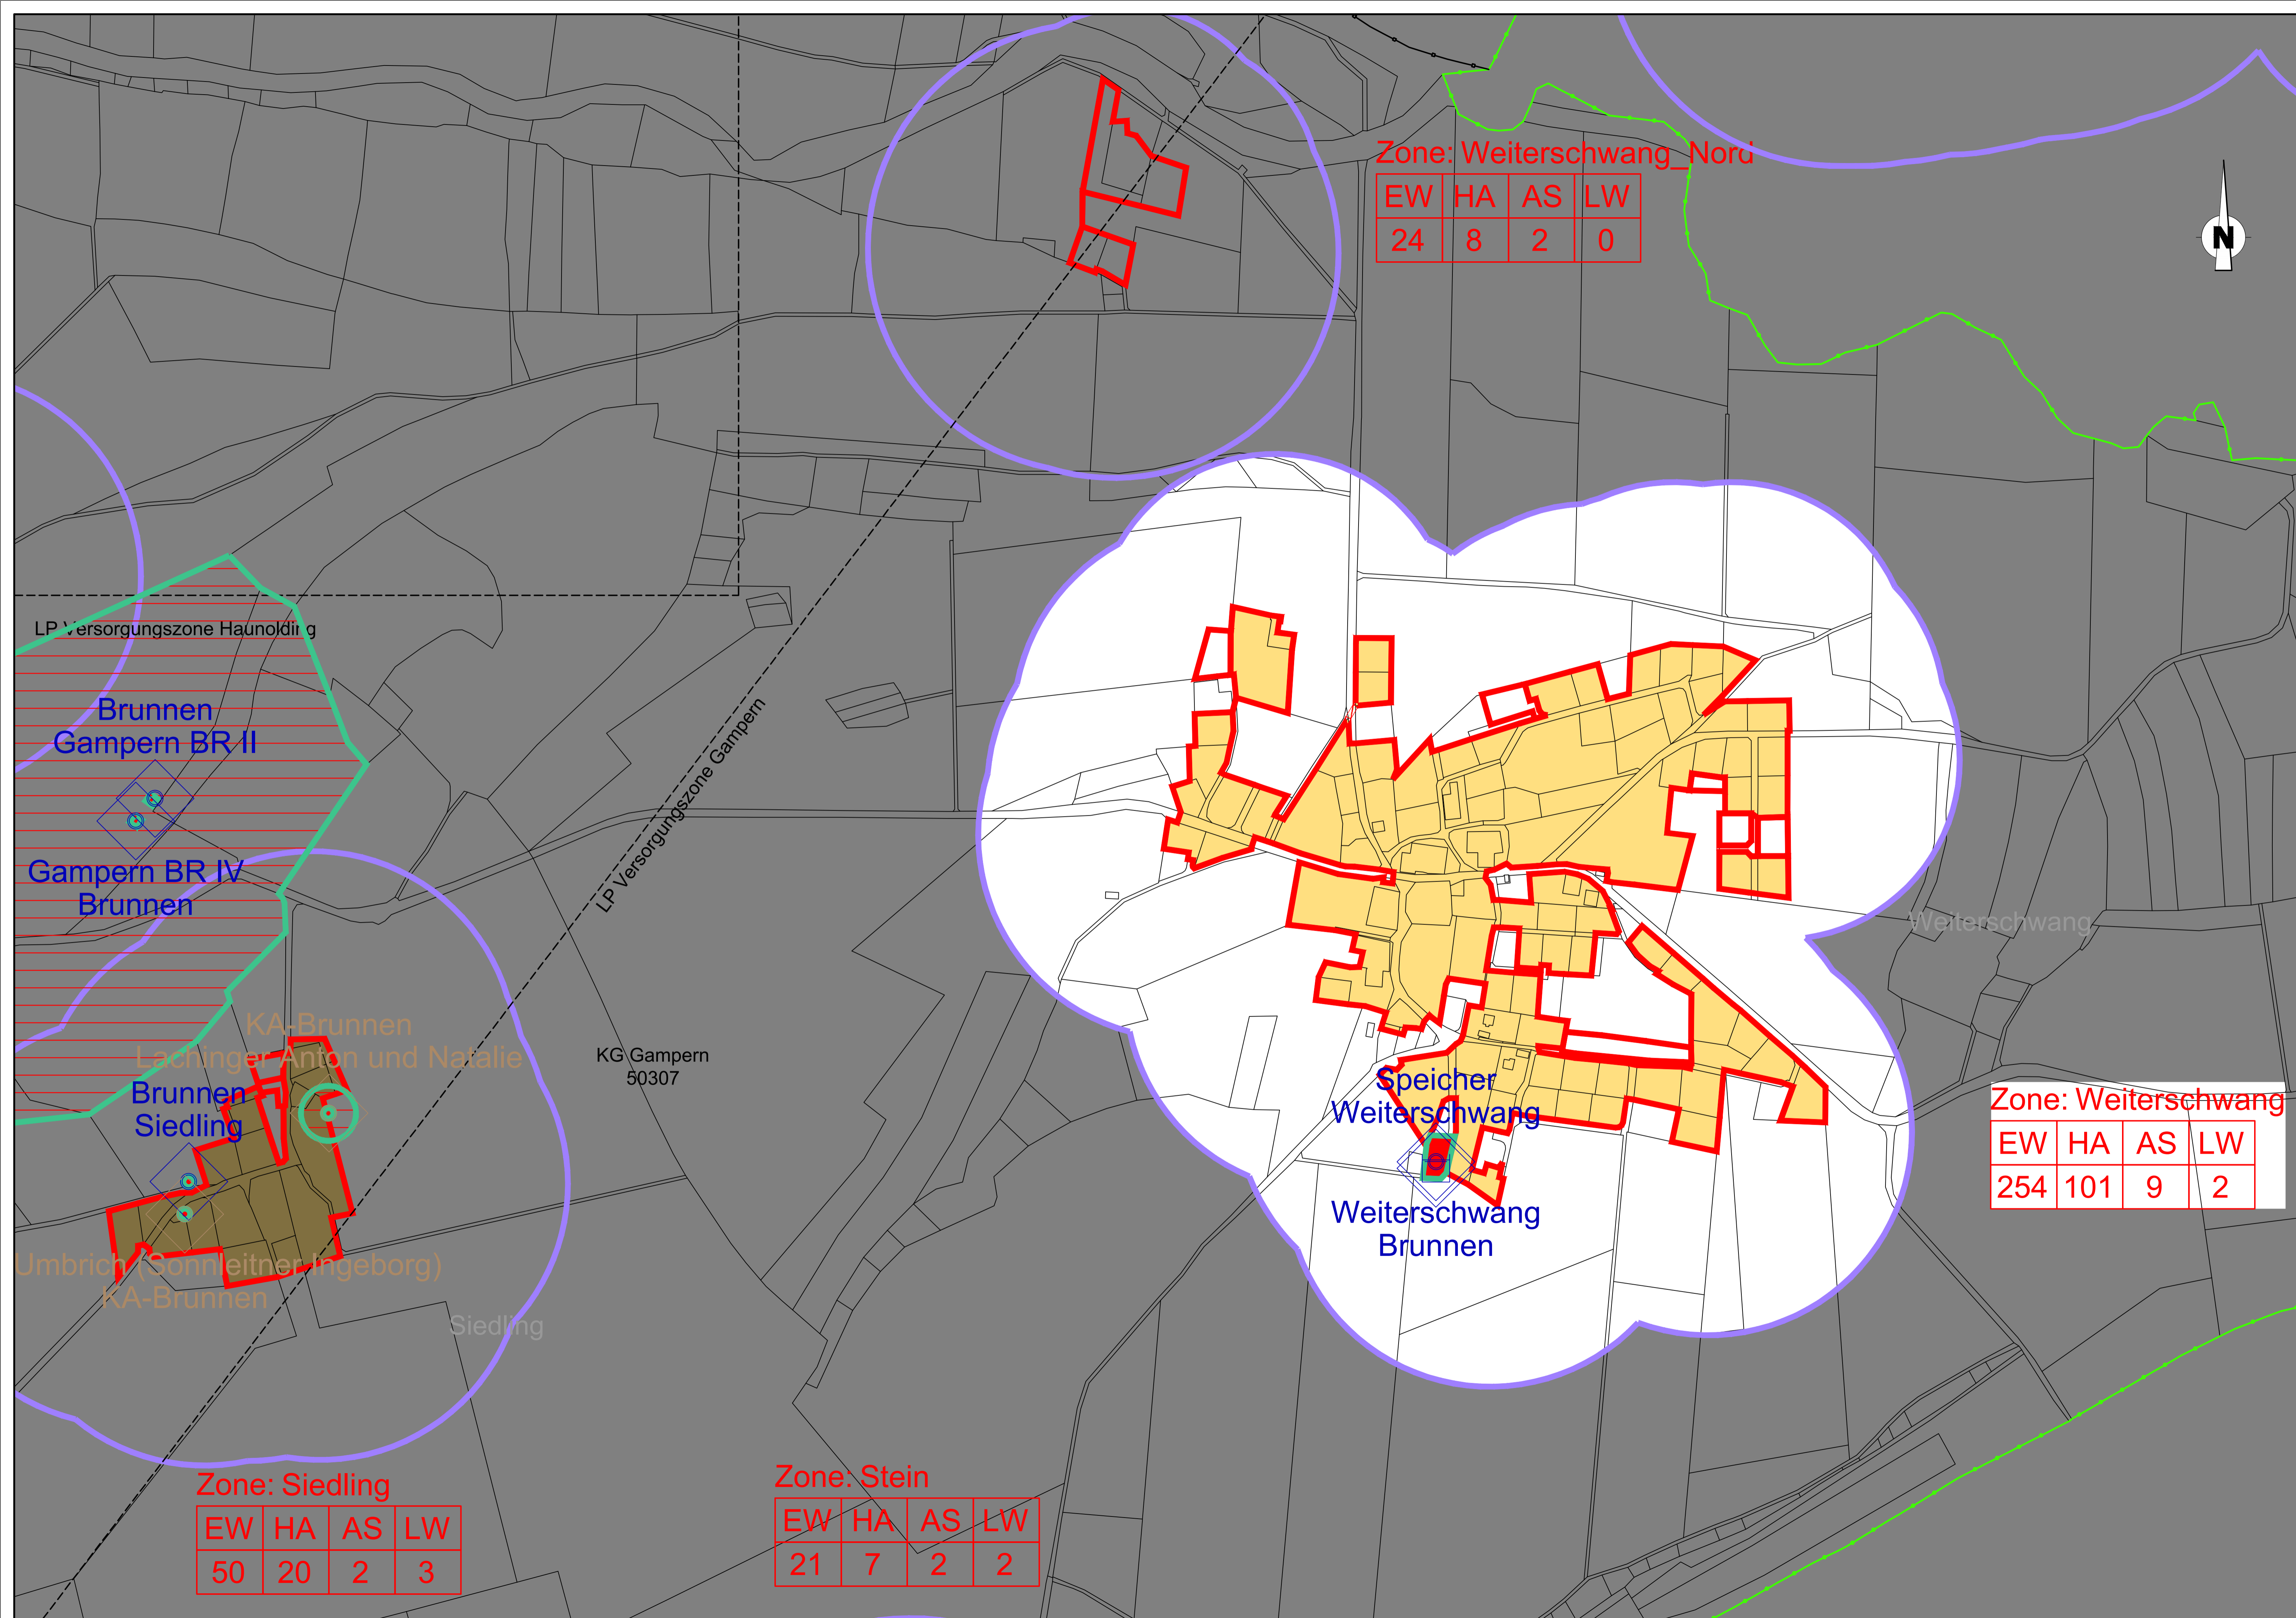 Zone: Weiterschwang_Nord
EW HA AS LW
24 8 2 0
N
LP Versorgungszone Haunolding
Brunnen
Gampern BR II
LP Versorgungszone Gampern
Gampern BR IV
Brunnen
Weiterschwang
KA-Brunnen
Lachinger Anton und Natalie
KG Gampern
50307
Brunnen
Siedling
Speicher
Weiterschwang
Zone: Weiterschwang
EW HA AS LW
254 101 9 2
Weiterschwang
Brunnen
Umbrich (Sonnleitner Ingeborg)
KA-Brunnen
Siedling
Zone: Siedling
EW HA AS LW
50 20 2 3
Zone: Stein
EW HA AS LW
21 7 2 2